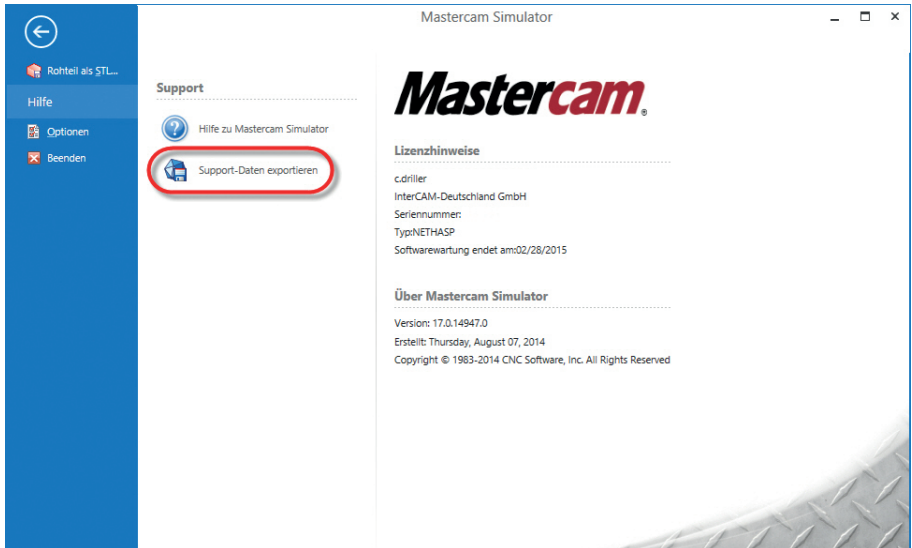 Mastercam Simulator
Rohteil als STL...
Hilfe
Optionen
Beenden
Support
Hilfe zu Mastercam Simulator
Support-Daten exportieren
Mastercam®
Lizenzhinweise
c.driller
InterCAM-Deutschland GmbH
Seriennummer:
Typ:NETHASP
Softwarewartung endet am:02/28/2015
Über Mastercam Simulator
Version: 17.0.14947.0
Erstellt: Thursday, August 07, 2014
Copyright © 1983-2014 CNC Software, Inc. All Rights Reserved